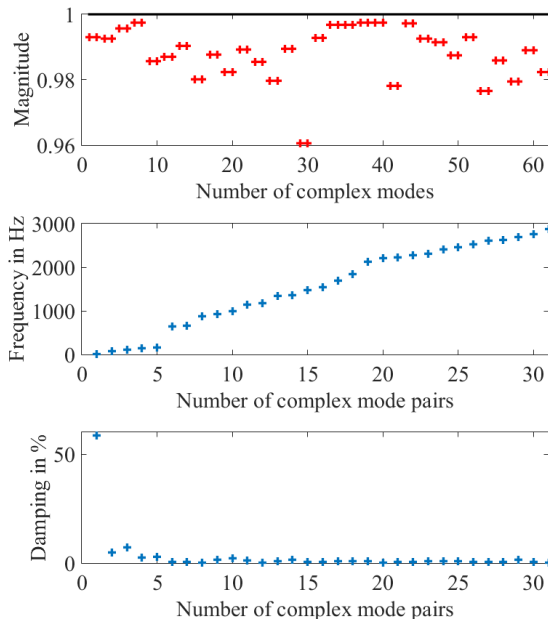 1
0.98
0.96
Magnitude
0 10 20 30 40 50 60
Number of complex modes
3000
2000
1000
0
Frequency in Hz
0 5 10 15 20 25 30
Number of complex mode pairs
50
0
Damping in %
0 5 10 15 20 25 30
Number of complex mode pairs